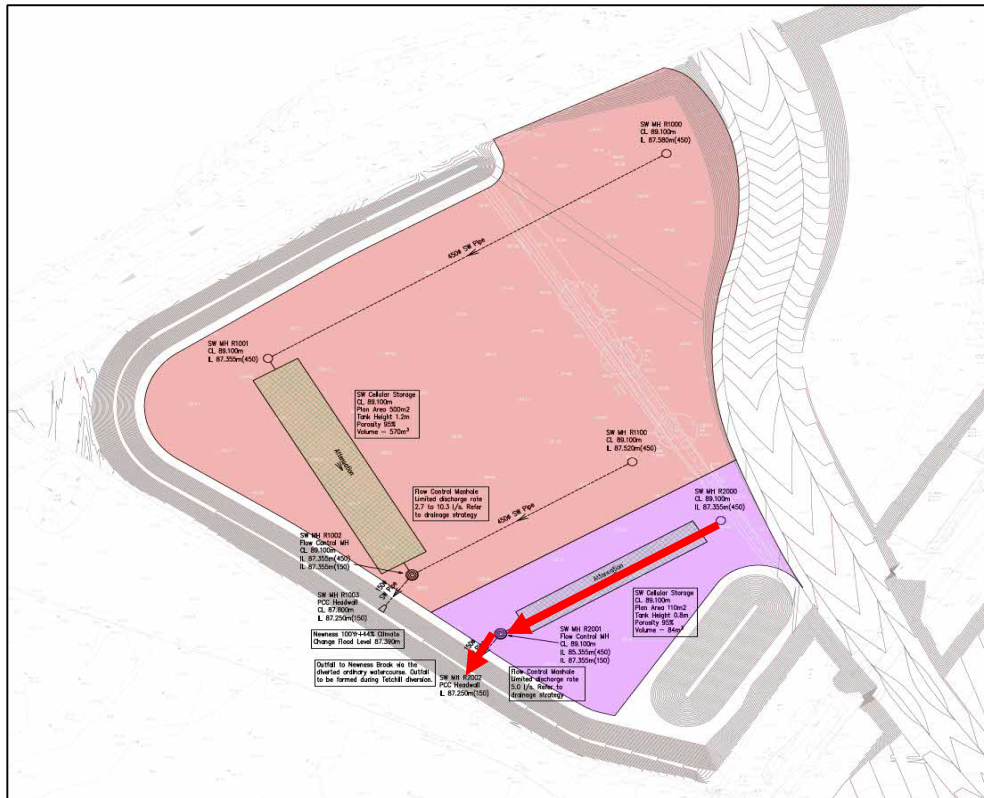 SW MH R1000
CL 89.100m
IL 87.580m(450)
450ø SW Pipe
SW MH R1001
CL 89.100m
IL 87.355m(450)
SW Cellular Storage
CL 89.100m
Plan Area 500m2
Tank Height 1.2m
Porosity 95%
Volume – 570m³
Attenuation
SW MH R1100
CL 89.100m
IL 87.520m(450)
450ø SW Pipe
Flow Control Manhole
Limited discharge rate
2.7 to 10.3 l/s. Refer
to drainage strategy
SW MH R2000
CL 89.100m
IL 87.355m(450)
SW MH R1002
Flow Control MH
CL 89.100m
IL 87.355m(450)
IL 87.355m(150)
150ø
SW Pipe
SW MH R1003
PCC Headwall
CL 87.800m
IL 87.250m(150)
Attenuation
SW Cellular Storage
CL 89.100m
Plan Area 110m2
Tank Height 0.8m
Porosity 95%
Volume – 84m³
Newness 100Yr+44% Climate
Change Flood Level 87.390m
SW MH R2001
Flow Control MH
CL 89.100m
IL 85.355m(450)
IL 87.355m(150)
150ø
Outfall to Newness Brook via the
diverted ordinary watercourse. Outfall
to be formed during Tetchill diversion.
SW MH R2002
PCC Headwall
IL 87.250m(150)
Flow Control Manhole
Limited discharge rate
5.0 l/s. Refer to
drainage strategy